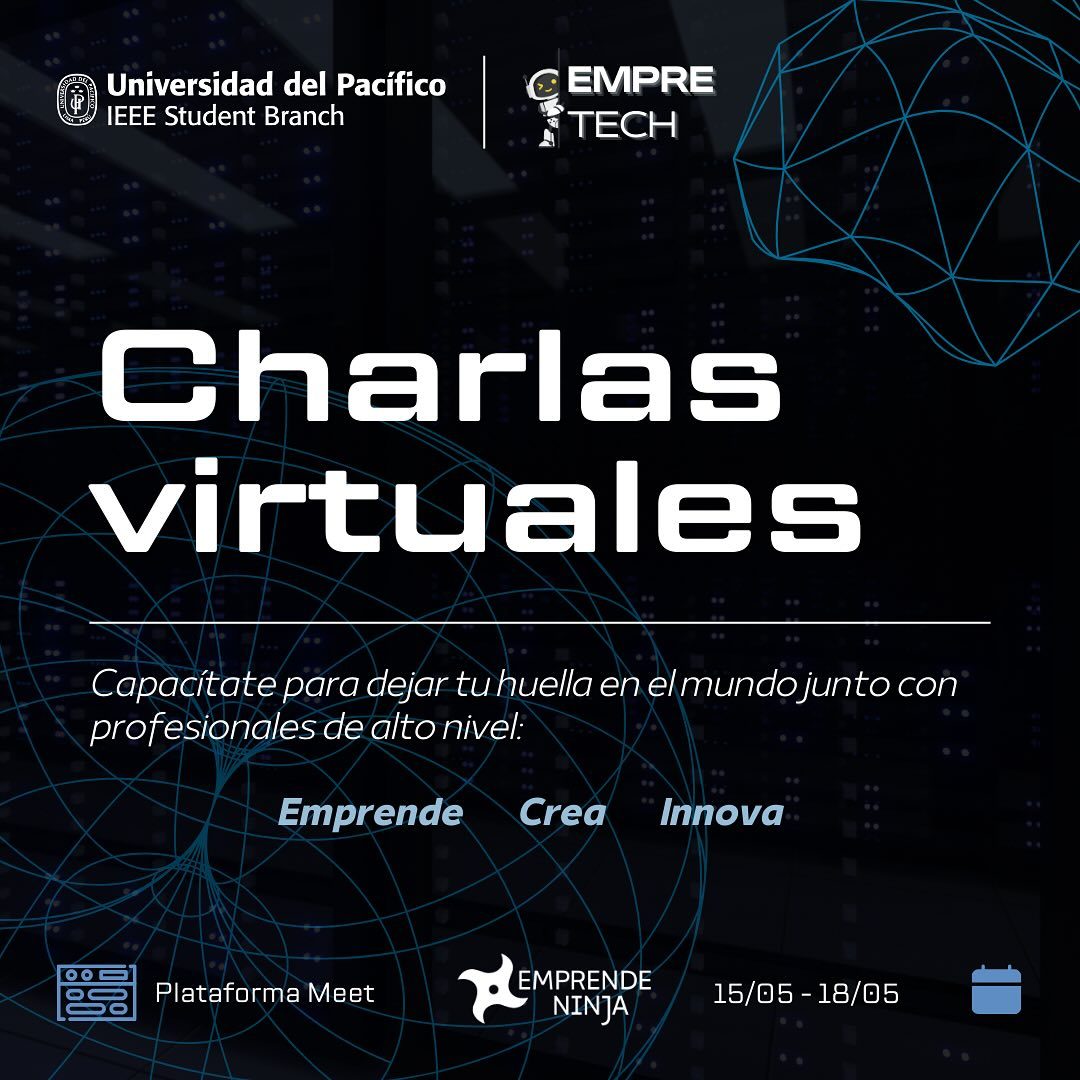 Universidad del Pacífico
IEEE Student Branch
EMPRE
TECH
Charlas
virtuales
Capacítate para dejar tu huella en el mundo junto con
profesionales de alto nivel:
Emprende Crea Innova
Plataforma Meet
EMPRENDE
NINJA
15/05 - 18/05